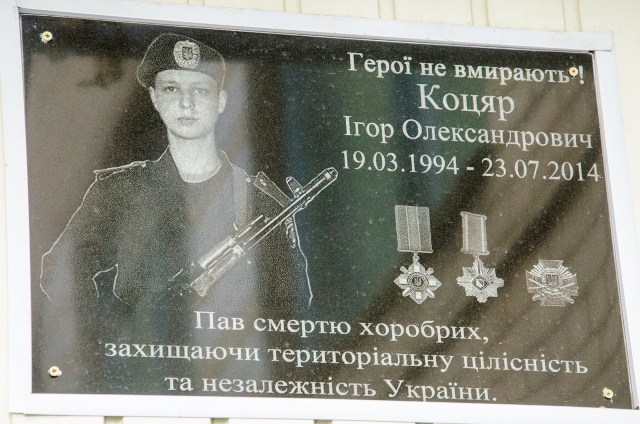 Герої не вмирають!
Коцяр
Ігор Олександрович
19.03.1994 - 23.07.2014
Пав смертю хоробрих,
захищаючи територіальну цілісність
та незалежність України.